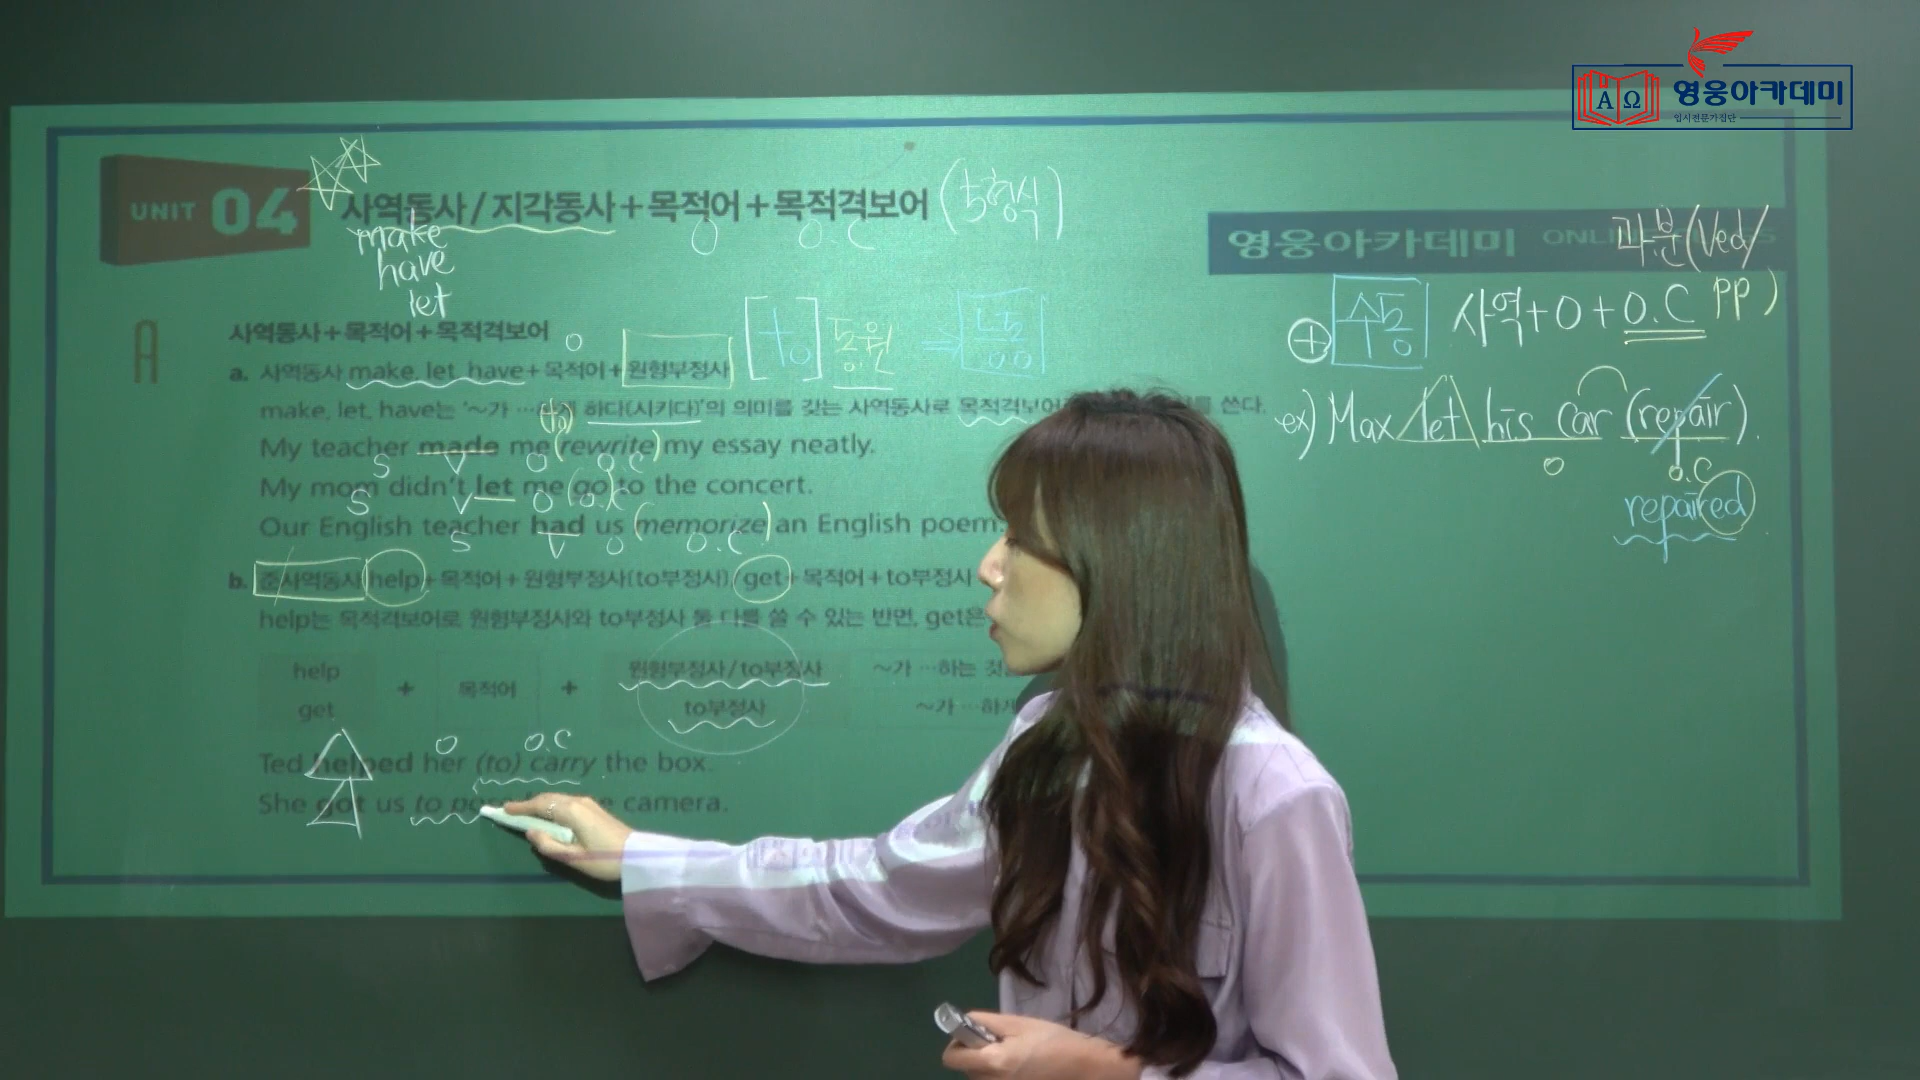 영웅아카데미
입시전문가집단
UNIT 04
사역동사 / 지각동사 + 목적어 + 목적격보어 (5형식)
O O.C
make
have
let
영웅아카데미
A
사역동사 + 목적어 + 목적격보어
O
a. 사역동사 make, let, have + 목적어 + 원형부정사 [to] 동원 ⇒ 능동
make, let, have는 '~가 … 하다(시키다)'의 의미를 갖는 사역동사로 목적격보어 쓴다.
(to)
My teacher made me (rewrite) my essay neatly.
S V O O.C
My mom didn't let me go to the concert.
S V O O.C
Our English teacher had us (memorize) an English poem.
S V O O.C
b. 준사역동사 help + 목적어 + 원형부정사(to부정사) / get + 목적어 + to부정사
help는 목적격보어로 원형부정사와 to부정사 둘 다를 쓸 수 있는 반면, get은
help
get
+ 목적어 +
원형부정사 / to부정사 ~가 …하는 것
to부정사 ~가 …하게
O O.C
Ted helped her (to) carry the box.
She got us to camera.
과.분 (Ved/
pp)
⊕ 수동 사역 + O + O.C
ex) Max let his car (repair).
O O.C
repaired